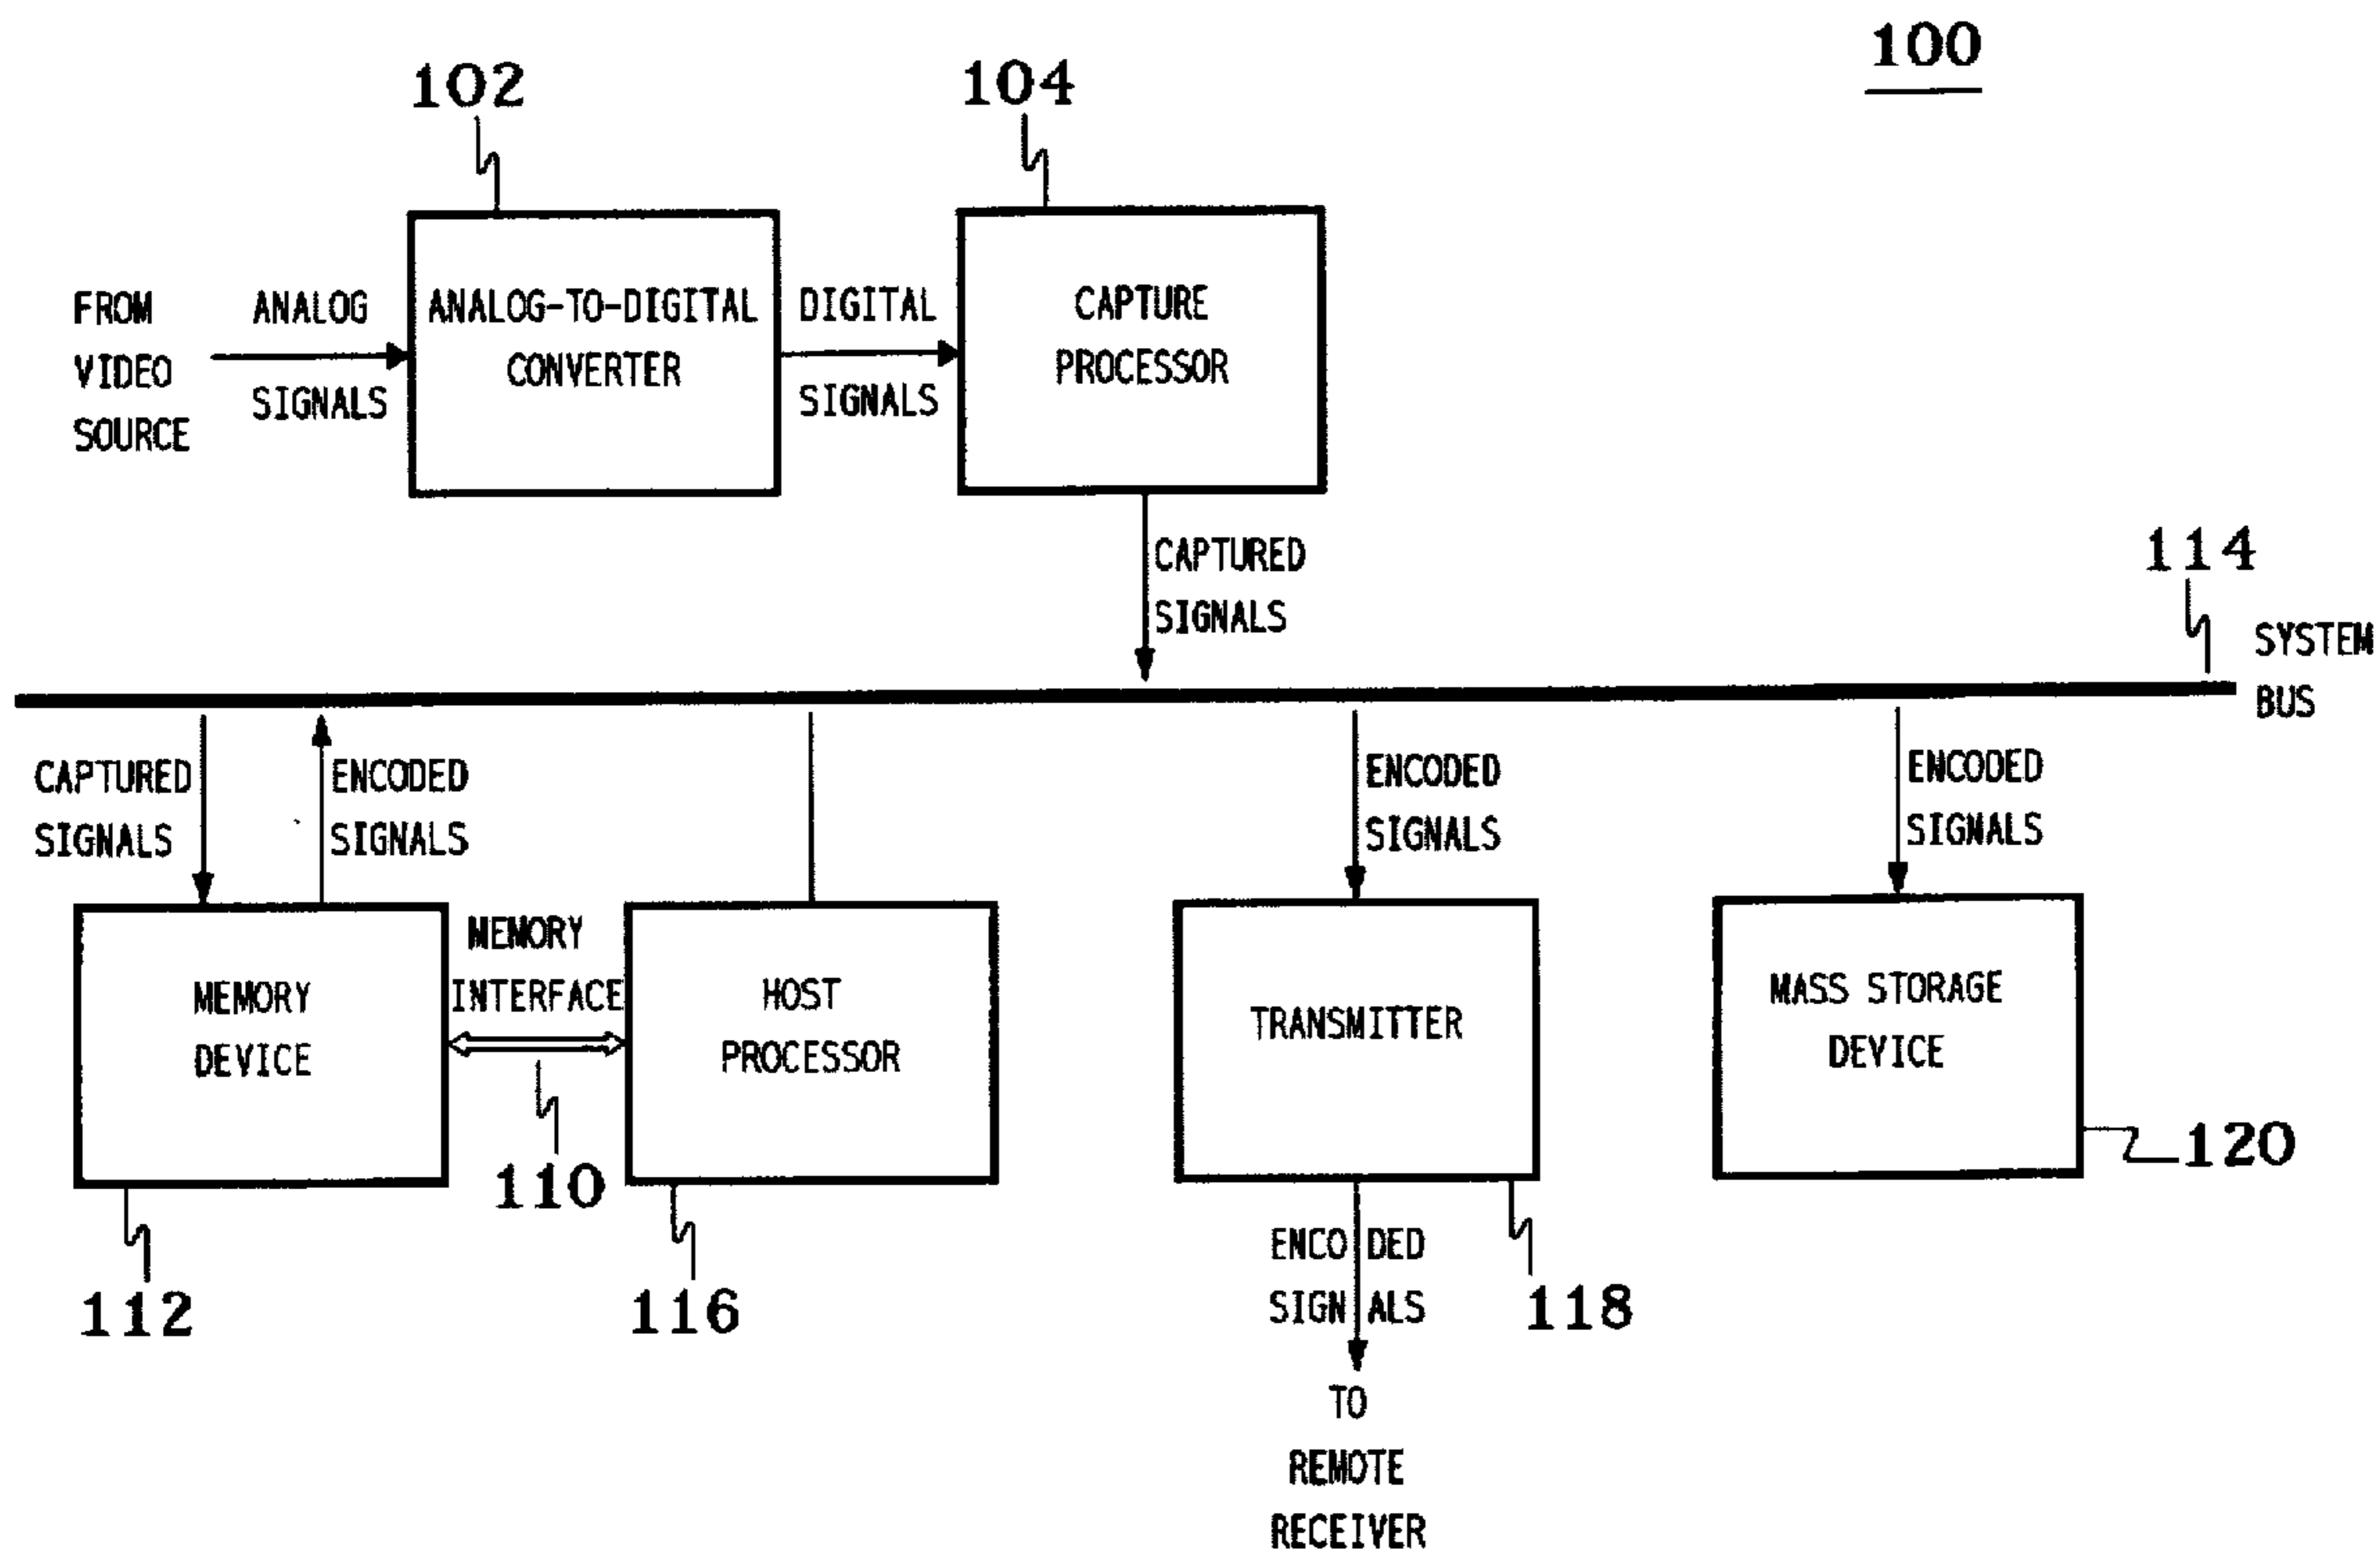 100
102
104
FROM
VIDEO
SOURCE
ANALOG
SIGNALS
ANALOG-TO-DIGITAL
CONVERTER
DIGITAL
SIGNALS
CAPTURE
PROCESSOR
CAPTURED
SIGNALS
114
SYSTEM
BUS
CAPTURED
SIGNALS
ENCODED
SIGNALS
ENCODED
SIGNALS
ENCODED
SIGNALS
MEMORY
DEVICE
MEMORY
INTERFACE
HOST
PROCESSOR
TRANSMITTER
MASS STORAGE
DEVICE
110
120
112
116
ENCODED
SIGNALS
118
TO
REMOTE
RECEIVER